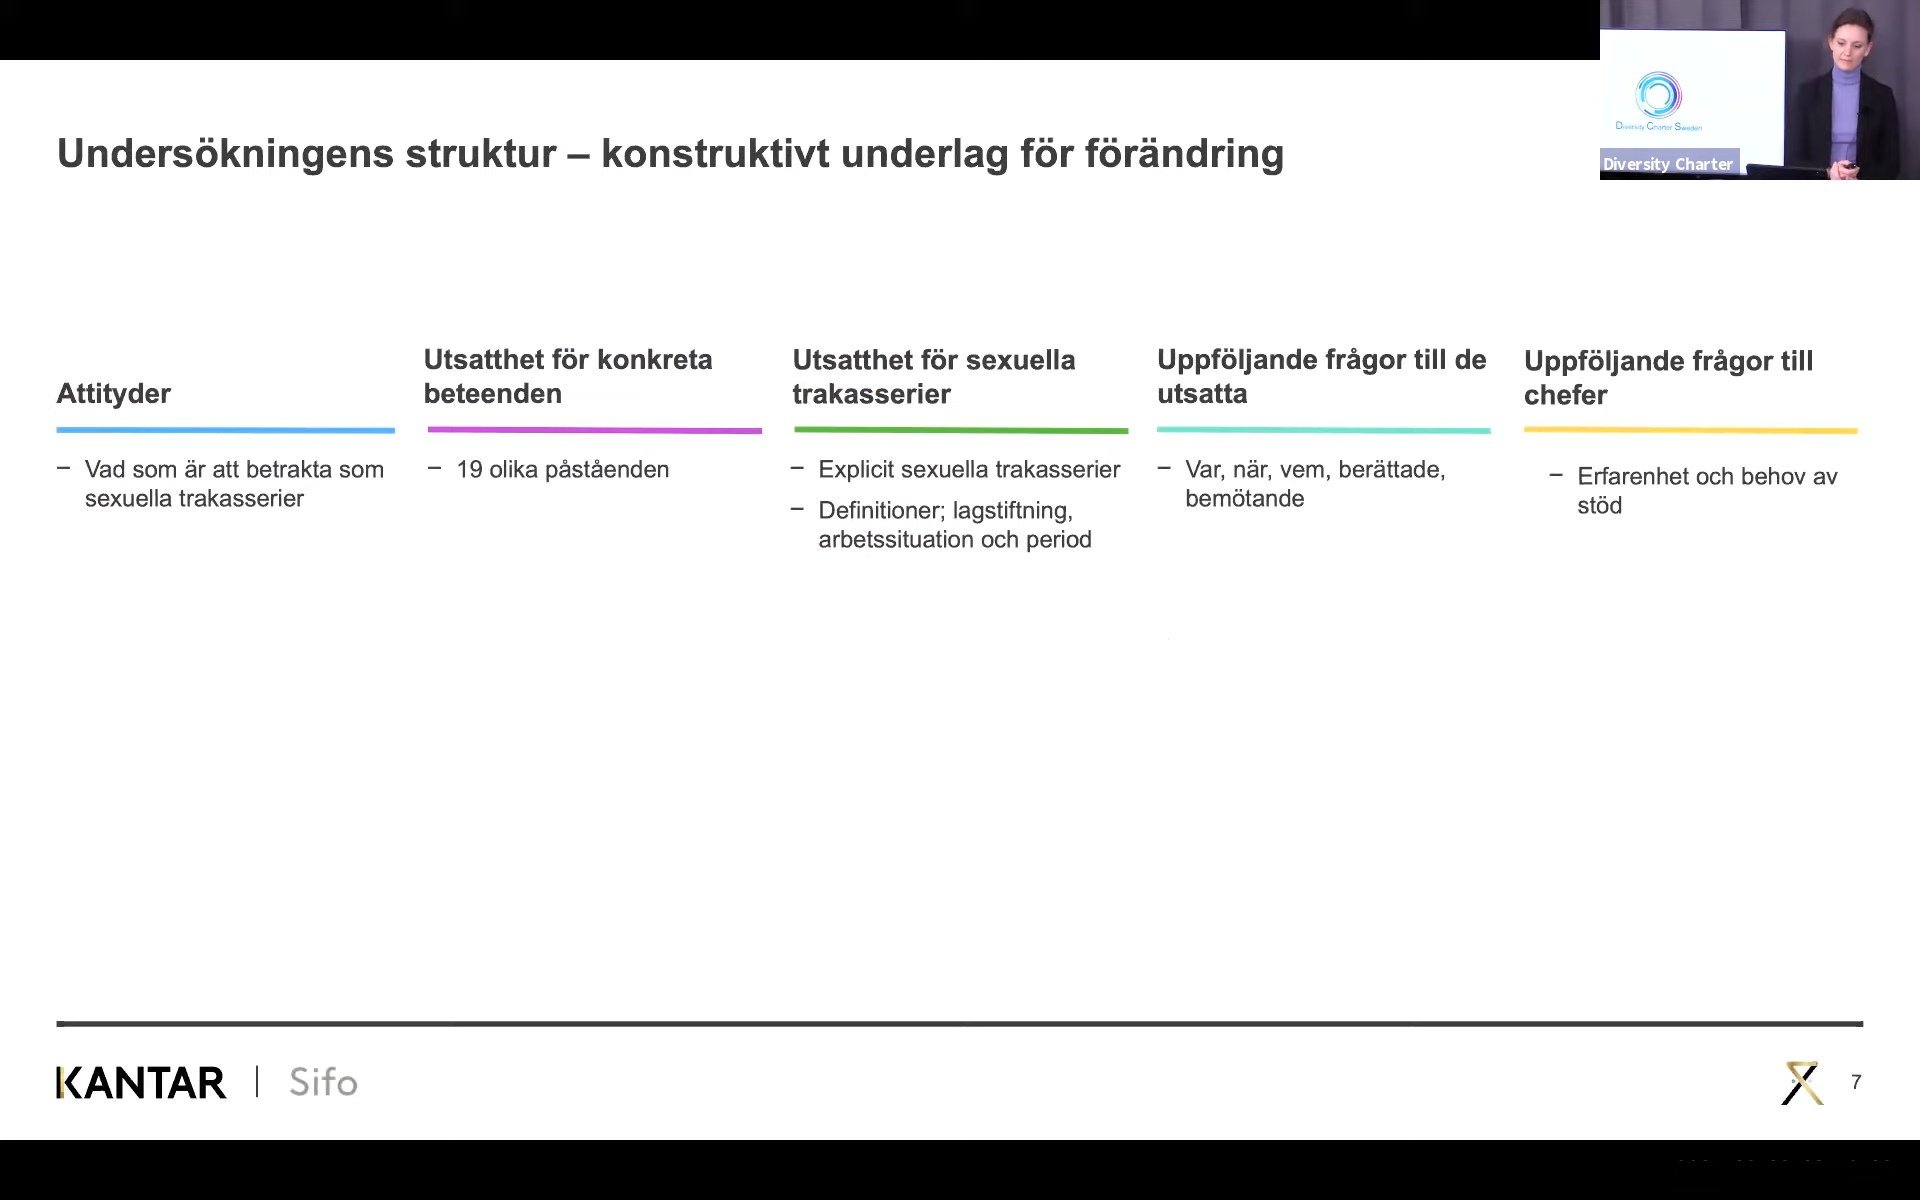 Diversity Charter Sweden
Diversity Charter
Undersökningens struktur – konstruktivt underlag för förändring
Attityder
– Vad som är att betrakta som
sexuella trakasserier
Utsatthet för konkreta
beteenden
– 19 olika påståenden
Utsatthet för sexuella
trakasserier
– Explicit sexuella trakasserier
– Definitioner; lagstiftning,
arbetssituation och period
Uppföljande frågor till de
utsatta
– Var, när, vem, berättade,
bemötande
Uppföljande frågor till
chefer
– Erfarenhet och behov av
stöd
KANTAR | Sifo
7